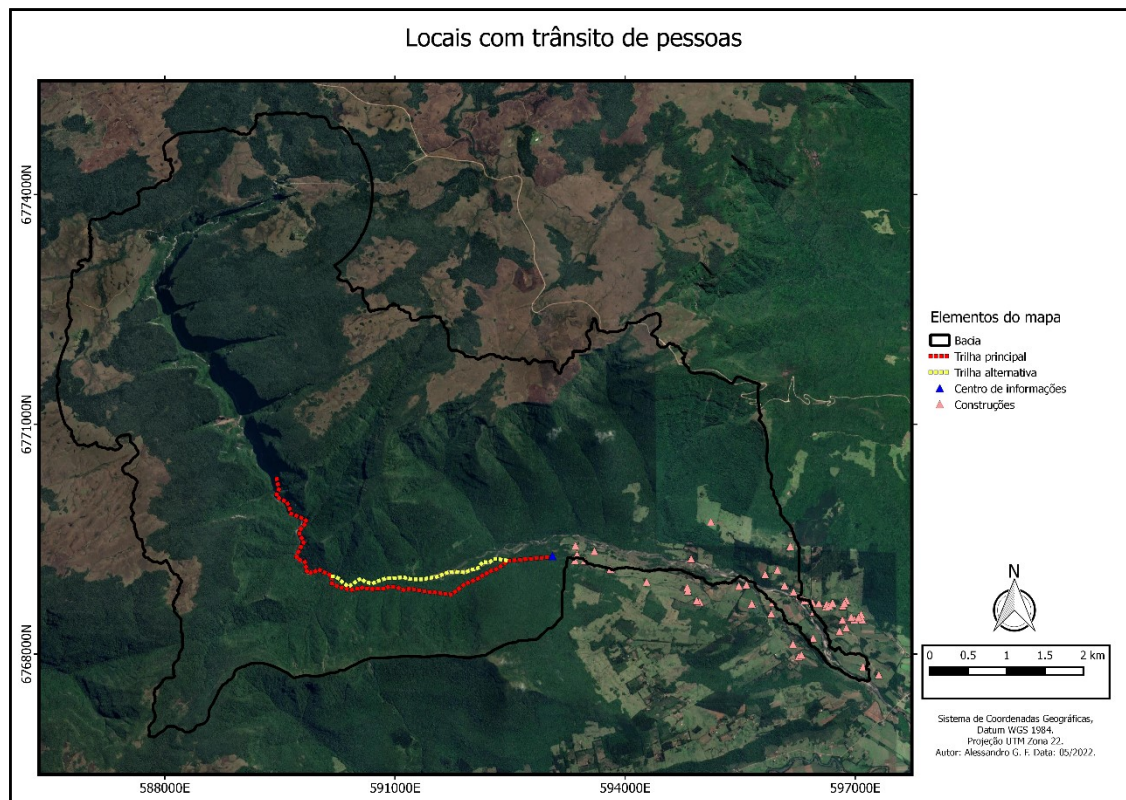 Locais com trânsito de pessoas
6774000N
6771000N
6768000N
588000E
591000E
594000E
597000E
Elementos do mapa
Bacia
Trilha principal
Trilha alternativa
Centro de informações
Construções
N
0 0.5 1 1.5 2 km
Sistema de Coordenadas Geográficas,
Datum WGS 1984.
Projeção UTM Zona 22.
Autor: Alessandro G. F. Data: 05/2022.